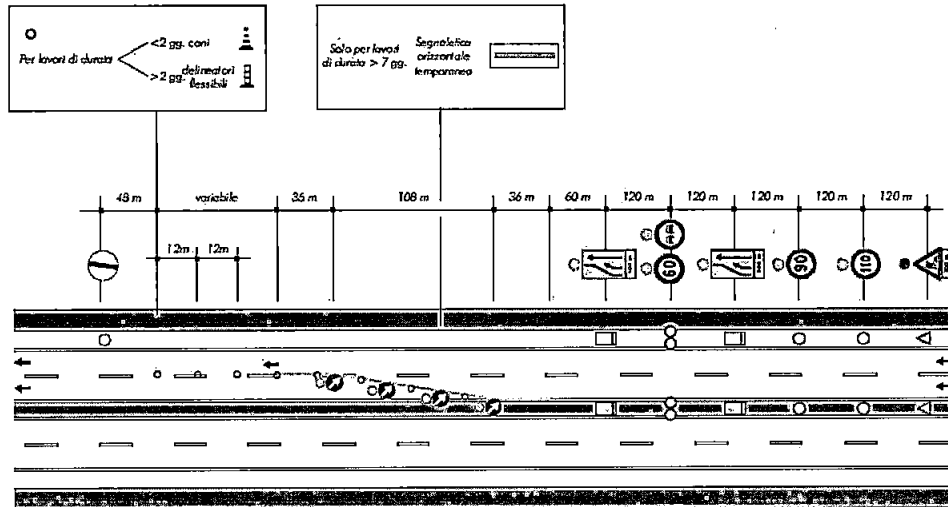 Per lavori di durata
<2 gg. coni
>2 gg. delineatori
flessibili
Solo per lavori
di durata > 7 gg.
Segnaletica
orizzontale
temporanea
48 m
variabile
36 m
108 m
36 m
60 m
120 m
120 m
120 m
120 m
120 m
12m
12m
60
90
110